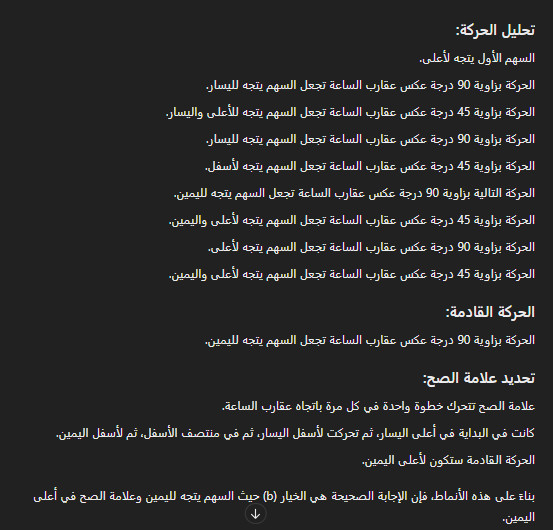 تحليل الحركة:
السهم الأول يتجه لأعلى.
الحركة بزاوية 90 درجة عكس عقارب الساعة تجعل السهم يتجه لليسار.
الحركة بزاوية 45 درجة عكس عقارب الساعة تجعل السهم يتجه للأعلى واليسار.
الحركة بزاوية 90 درجة عكس عقارب الساعة تجعل السهم يتجه لليسار.
الحركة بزاوية 45 درجة عكس عقارب الساعة تجعل السهم يتجه لأسفل.
الحركة التالية بزاوية 90 درجة عكس عقارب الساعة تجعل السهم يتجه لليمين.
الحركة بزاوية 45 درجة عكس عقارب الساعة تجعل السهم يتجه لأعلى واليمين.
الحركة بزاوية 90 درجة عكس عقارب الساعة تجعل السهم يتجه لأعلى.
الحركة بزاوية 45 درجة عكس عقارب الساعة تجعل السهم يتجه لأعلى واليمين.
الحركة القادمة:
الحركة بزاوية 90 درجة عكس عقارب الساعة تجعل السهم يتجه لليمين.
تحديد علامة الصح:
علامة الصح تتحرك خطوة واحدة في كل مرة باتجاه عقارب الساعة.
كانت في البداية في أعلى اليسار، ثم تحركت لأسفل اليسار، ثم في منتصف الأسفل، ثم لأسفل اليمين.
الحركة القادمة ستكون لأعلى اليمين.
بناءً على هذه الأنماط، فإن الإجابة الصحيحة هي الخيار (b) حيث السهم يتجه لليمين وعلامة الصح في أعلى
اليمين.